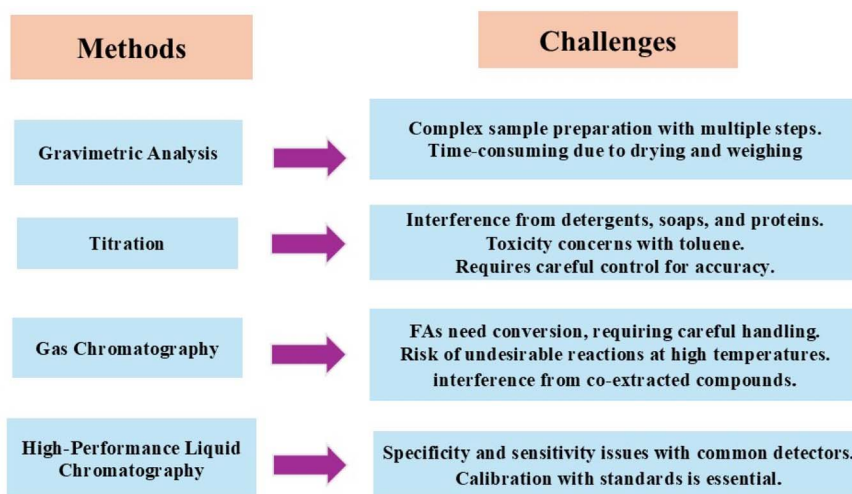 Methods
Challenges
Gravimetric Analysis
Complex sample preparation with multiple steps.
Time-consuming due to drying and weighing
Titration
Interference from detergents, soaps, and proteins.
Toxicity concerns with toluene.
Requires careful control for accuracy.
Gas Chromatography
FAs need conversion, requiring careful handling.
Risk of undesirable reactions at high temperatures.
interference from co-extracted compounds.
High-Performance Liquid
Chromatography
Specificity and sensitivity issues with common detectors.
Calibration with standards is essential.